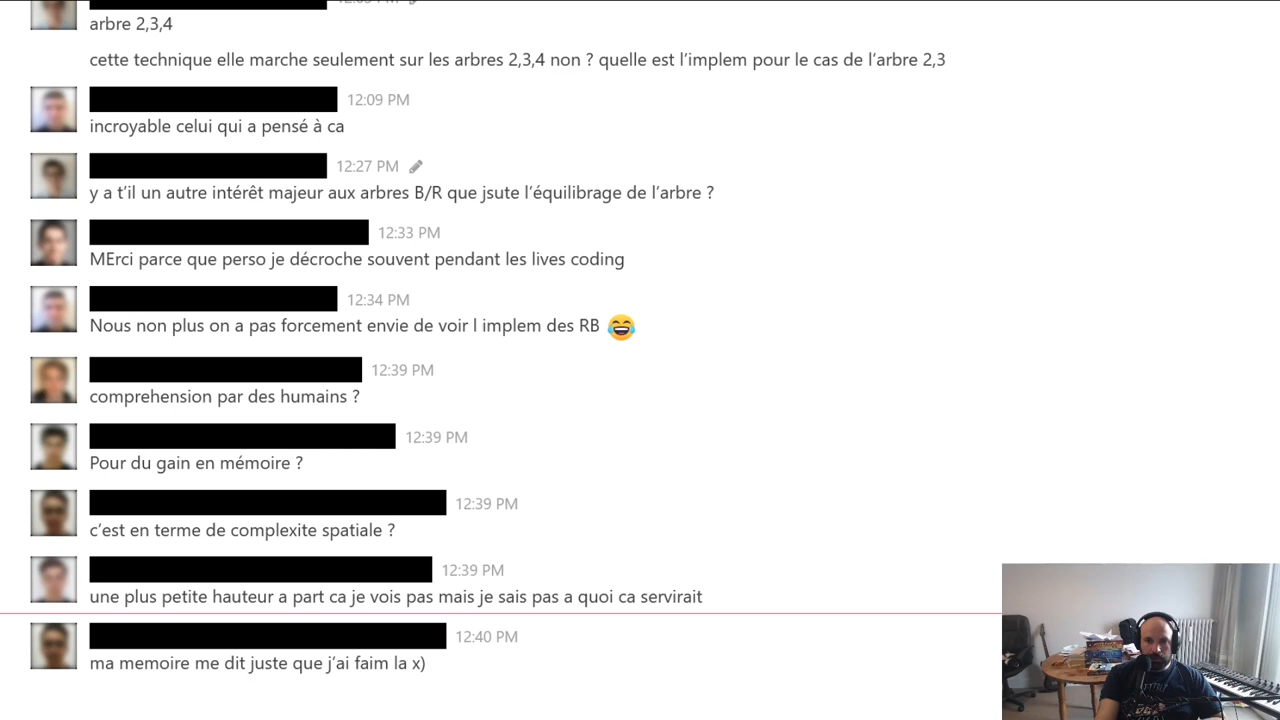 arbre 2,3,4
cette technique elle marche seulement sur les arbres 2,3,4 non ? quelle est l'implem pour le cas de l'arbre 2,3
12:09 PM
incroyable celui qui a pensé à ca
12:27 PM
y a t'il un autre intérêt majeur aux arbres B/R que jsute l'équilibrage de l'arbre ?
12:33 PM
MErci parce que perso je décroche souvent pendant les lives coding
12:34 PM
Nous non plus on a pas forcement envie de voir l implem des RB 😂
12:39 PM
comprehension par des humains ?
12:39 PM
Pour du gain en mémoire ?
12:39 PM
c'est en terme de complexite spatiale ?
12:39 PM
une plus petite hauteur a part ca je vois pas mais je sais pas a quoi ca servirait
12:40 PM
ma memoire me dit juste que j'ai faim la x)